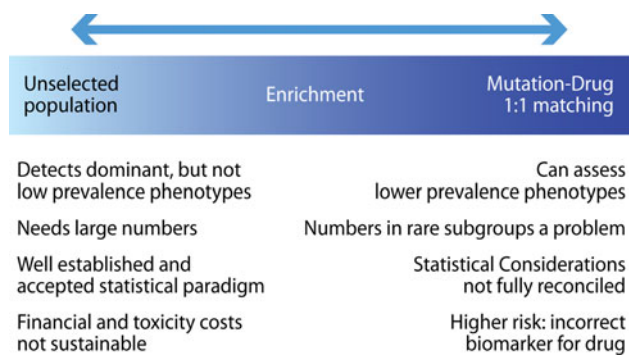 Unselected
population
Enrichment
Mutation-Drug
1:1 matching
Detects dominant, but not
low prevalence phenotypes
Can assess
lower prevalence phenotypes
Needs large numbers
Numbers in rare subgroups a problem
Well established and
accepted statistical paradigm
Statistical Considerations
not fully reconciled
Financial and toxicity costs
not sustainable
Higher risk: incorrect
biomarker for drug